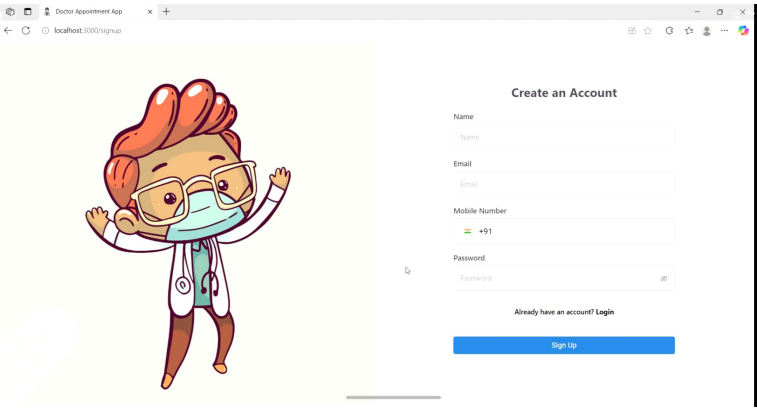 Doctor Appointment App
localhost:3000/signup
Create an Account
Name
Name
Email
Email
Mobile Number
+91
Password
Password
Already have an account? Login
Sign Up